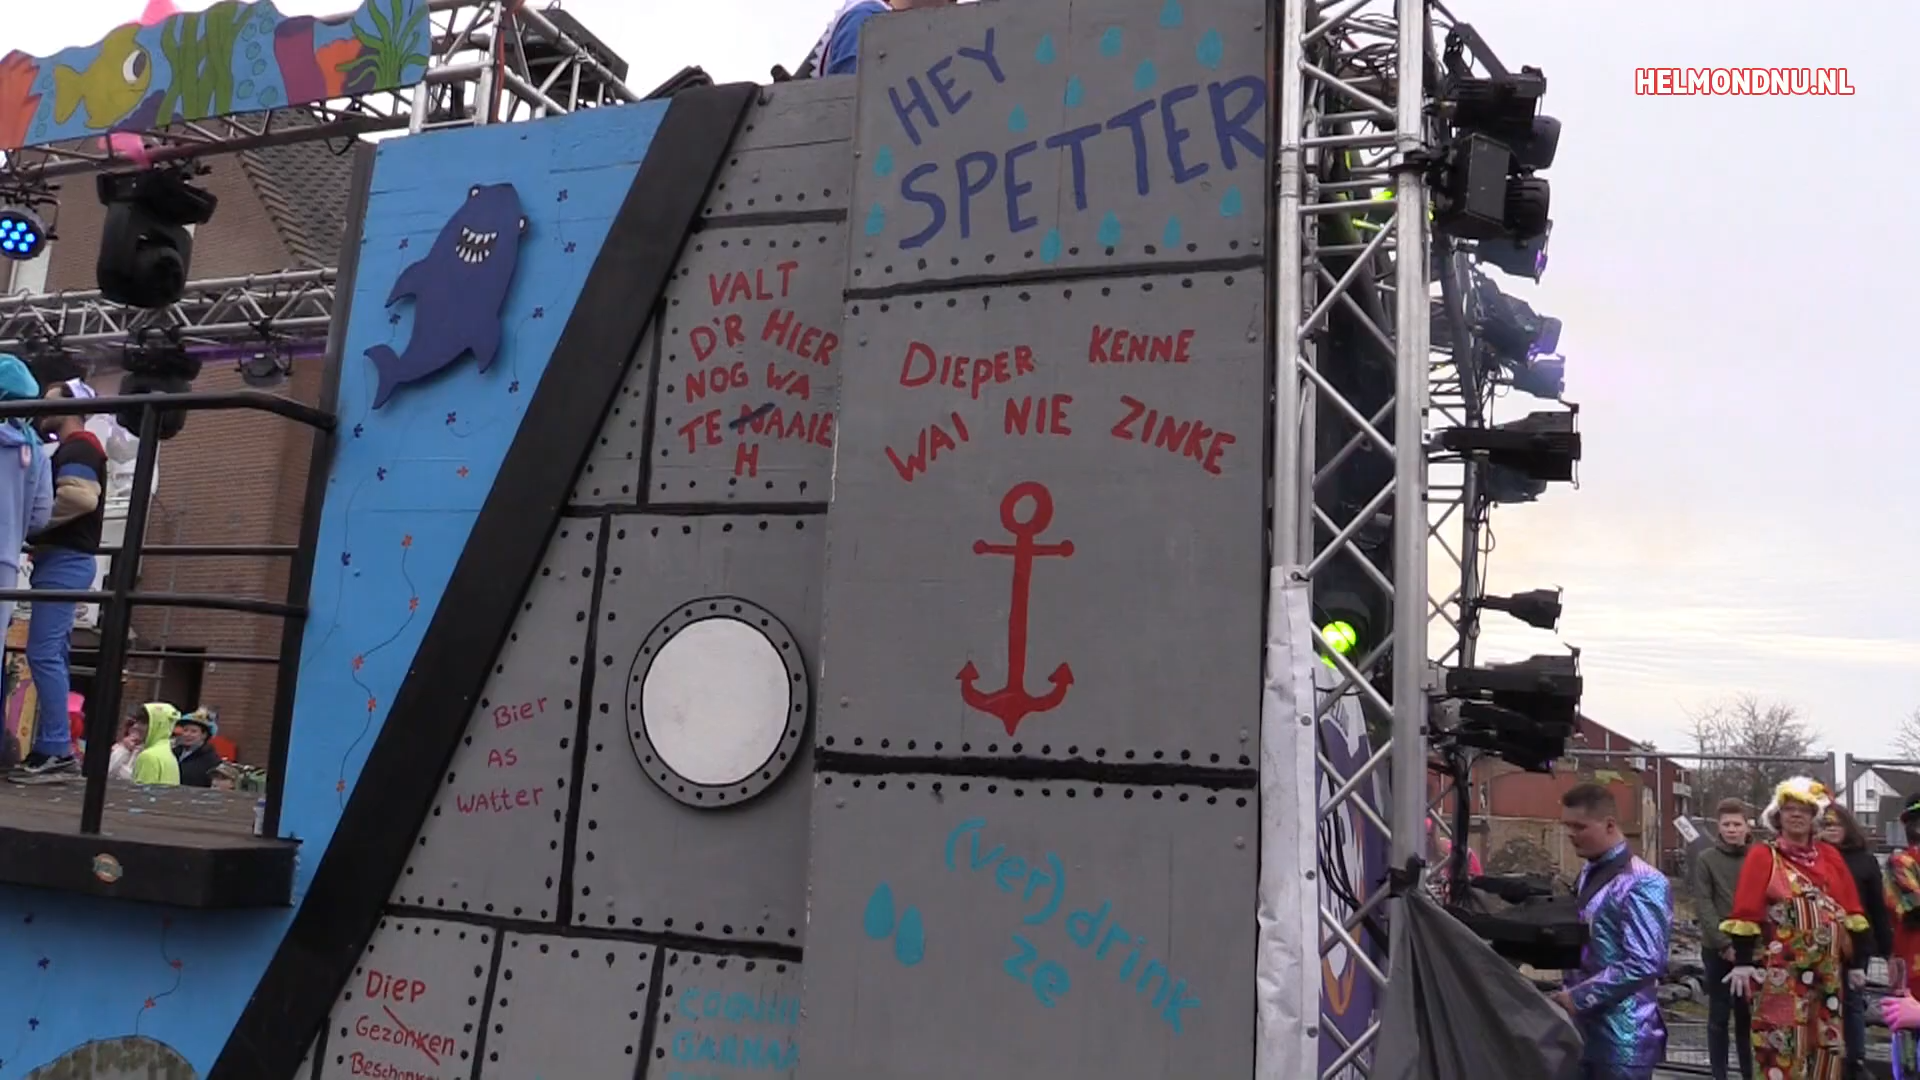 HELMONDNU.NL
HEY
SPETTER
VALT
D'R HIER
NOG WA
TE NAAIE
H
DIEPER KENNE
WAI NIE ZINKE
Bier
AS
WATTER
(ver)drink
ze
DIEP
GEZONKEN